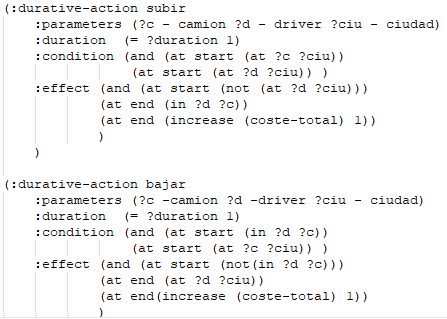 (:durative-action subir
:parameters (?c - camion ?d - driver ?ciu - ciudad)
:duration (= ?duration 1)
:condition (and (at start (at ?c ?ciu))
(at start (at ?d ?ciu)) )
:effect (and (at start (not (at ?d ?ciu)))
(at end (in ?d ?c))
(at end (increase (coste-total) 1))
)
)
(:durative-action bajar
:parameters (?c -camion ?d -driver ?ciu - ciudad)
:duration (= ?duration 1)
:condition (and (at start (in ?d ?c))
(at start (at ?c ?ciu)) )
:effect (and (at start (not(in ?d ?c)))
(at end (at ?d ?ciu))
(at end(increase (coste-total) 1))
)